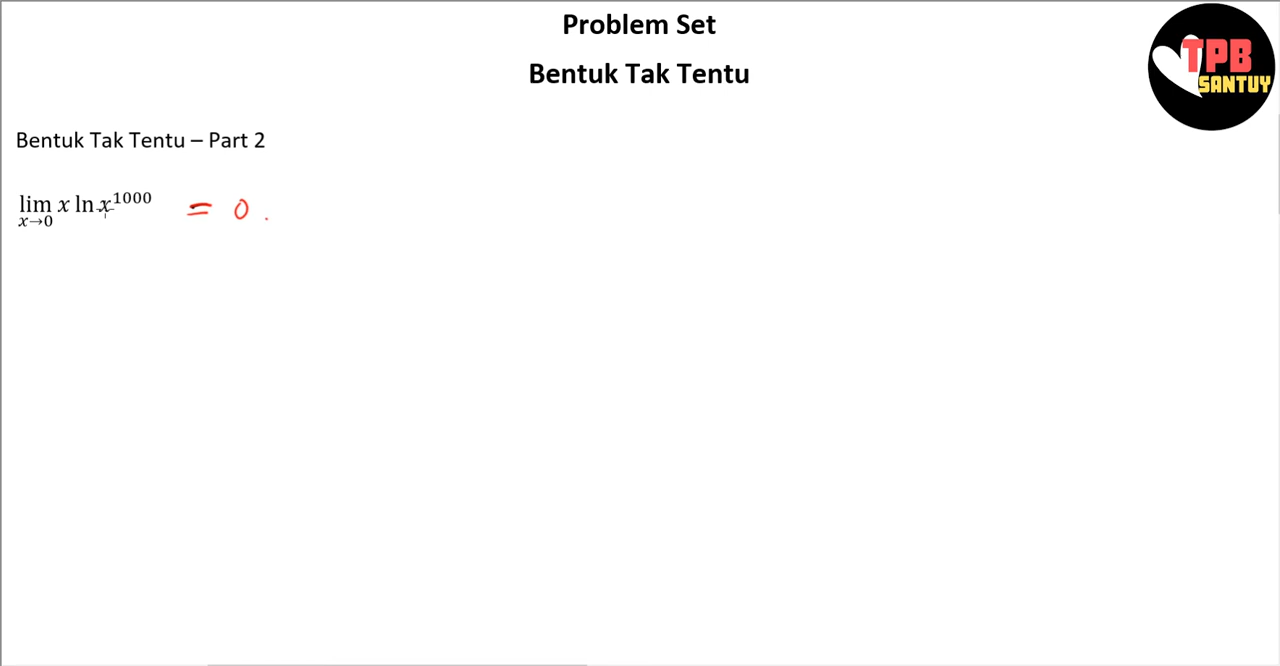 Problem Set
Bentuk Tak Tentu
TPB
SANTUY
Bentuk Tak Tentu – Part 2
lim x→0 x ln x^1000 = 0 .